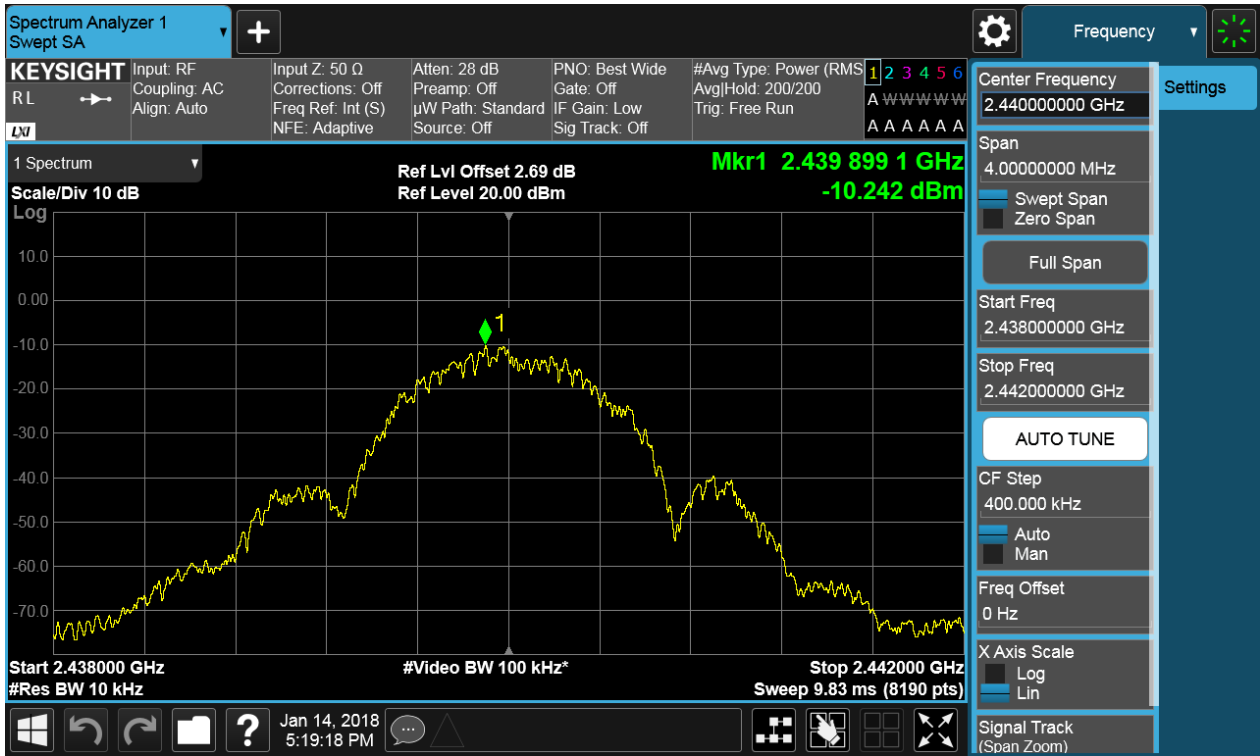 Spectrum Analyzer 1
Swept SA
+
Frequency
KEYSIGHT
R L
LXI
Input: RF
Coupling: AC
Align: Auto
Input Z: 50 Ω
Corrections: Off
Freq Ref: Int (S)
NFE: Adaptive
Atten: 28 dB
Preamp: Off
µW Path: Standard
Source: Off
PNO: Best Wide
Gate: Off
IF Gain: Low
Sig Track: Off
#Avg Type: Power (RMS
Avg|Hold: 200/200
Trig: Free Run
1 2 3 4 5 6
A W W W W W
A A A A A A
1 Spectrum
Scale/Div 10 dB
Log
Ref Lvl Offset 2.69 dB
Ref Level 20.00 dBm
Mkr1 2.439 899 1 GHz
-10.242 dBm
10.0
0.00
-10.0
-20.0
-30.0
-40.0
-50.0
-60.0
-70.0
1
Start 2.438000 GHz
#Res BW 10 kHz
#Video BW 100 kHz*
Stop 2.442000 GHz
Sweep 9.83 ms (8190 pts)
Center Frequency
2.440000000 GHz
Span
4.00000000 MHz
Swept Span
Zero Span
Full Span
Start Freq
2.438000000 GHz
Stop Freq
2.442000000 GHz
AUTO TUNE
CF Step
400.000 kHz
Auto
Man
Freq Offset
0 Hz
X Axis Scale
Log
Lin
Signal Track
(Span Zoom)
Settings
?
Jan 14, 2018
5:19:18 PM